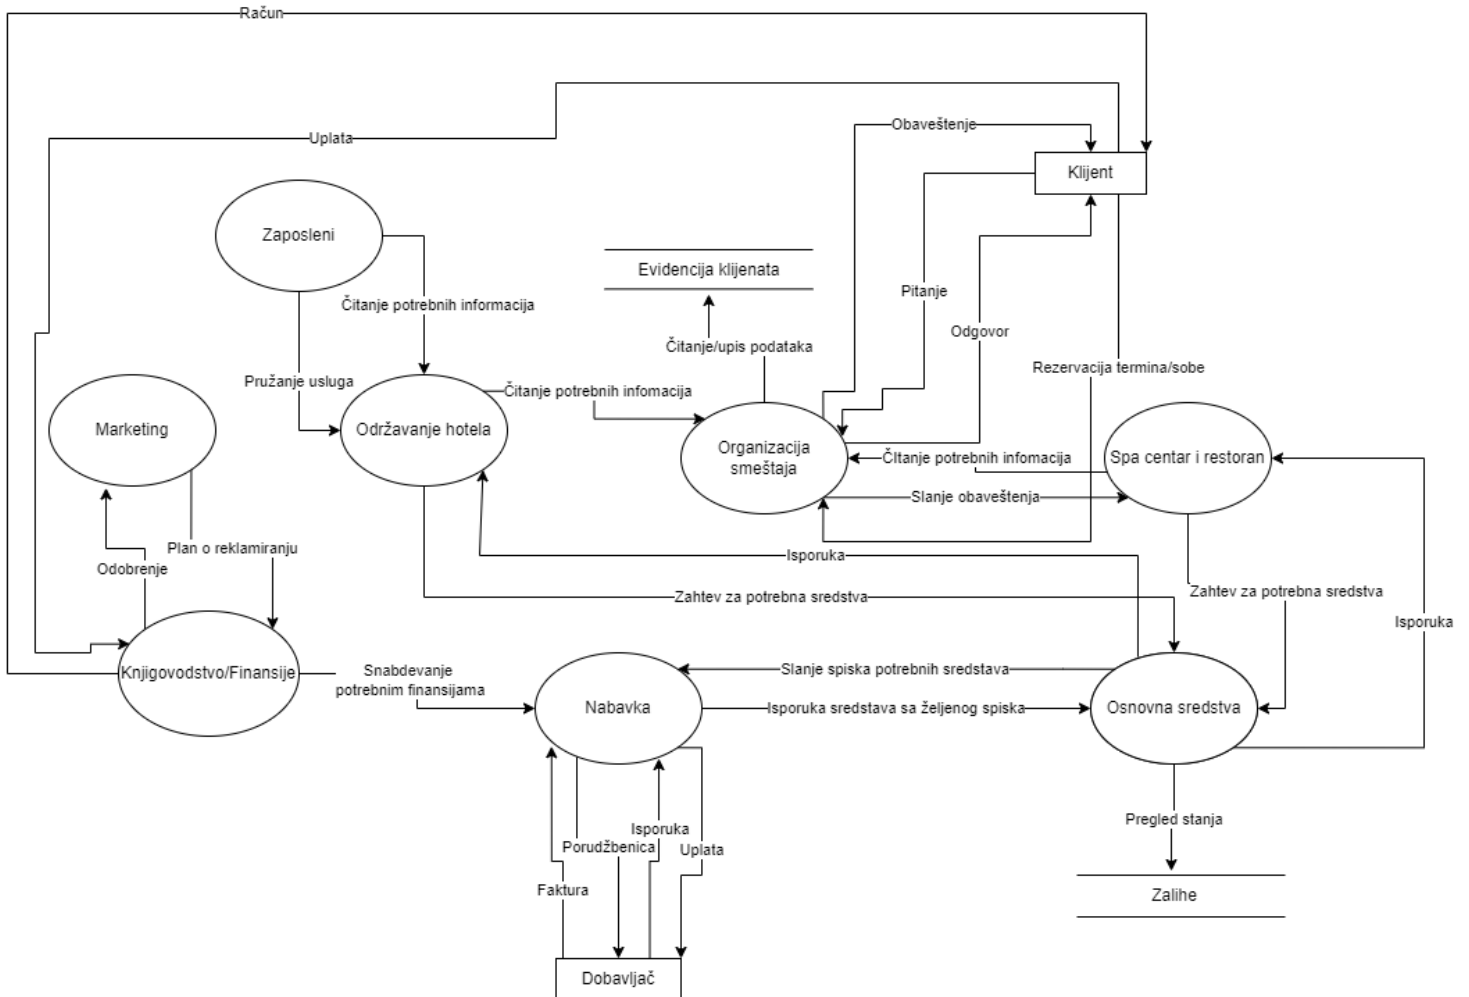 Račun
Obaveštenje
Uplata
Klijent
Zaposleni
Evidencija klijenata
Pitanje
Čitanje potrebnih informacija
Odgovor
Čitanje/upis podataka
Rezervacija termina/sobe
Pružanje usluga
Čitanje potrebnih infomacija
Marketing
Održavanje hotela
Organizacija
smeštaja
ČItanje potrebnih infomacija
Spa centar i restoran
Slanje obaveštenja
Plan o reklamiranju
Isporuka
Odobrenje
Zahtev za potrebna sredstva
Zahtev za potrebna sredstva
Isporuka
Knjigovodstvo/Finansije
Snabdevanje
potrebnim finansijama
Slanje spiska potrebnih sredstava
Nabavka
Isporuka sredstava sa željenog spiska
Osnovna sredstva
Isporuka
Porudžbenica
Uplata
Pregled stanja
Faktura
Zalihe
Dobavljač